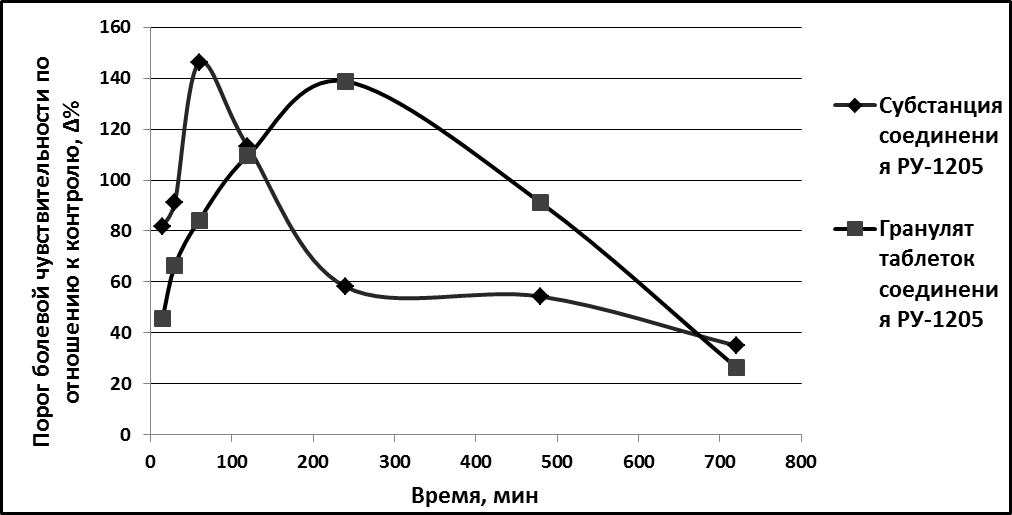 Порог болевой чувствительности по
отношению к контролю, Δ%
160
140
120
100
80
60
40
20
0
0 100 200 300 400 500 600 700 800
Время, мин
Субстанция
соединени
я РУ-1205
Гранулят
таблеток
соединени
я РУ-1205